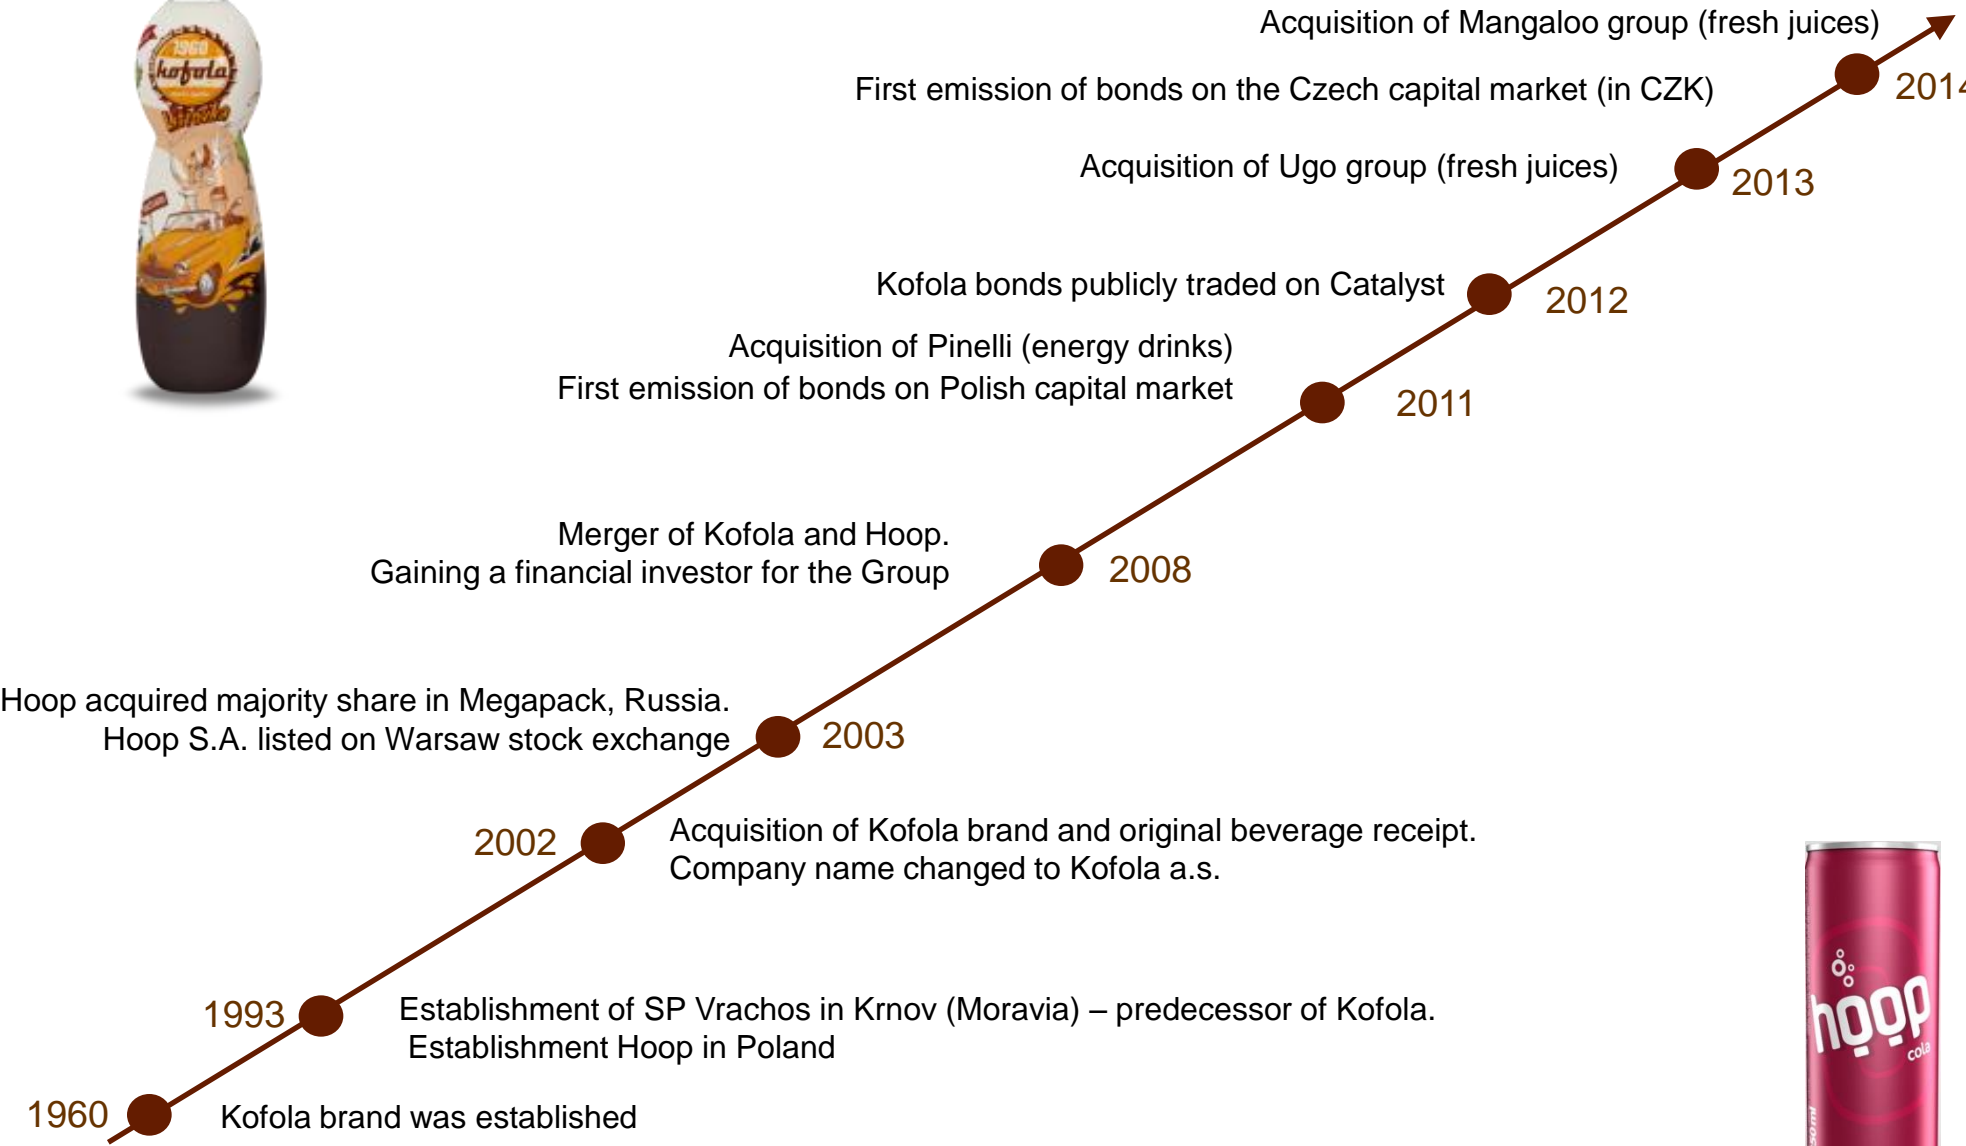 Acquisition of Mangaloo group (fresh juices)
First emission of bonds on the Czech capital market (in CZK)
2014
Acquisition of Ugo group (fresh juices)
2013
Kofola bonds publicly traded on Catalyst
2012
Acquisition of Pinelli (energy drinks)
First emission of bonds on Polish capital market
2011
Merger of Kofola and Hoop.
Gaining a financial investor for the Group
2008
Hoop acquired majority share in Megapack, Russia.
Hoop S.A. listed on Warsaw stock exchange
2003
2002
Acquisition of Kofola brand and original beverage receipt.
Company name changed to Kofola a.s.
1993
Establishment of SP Vrachos in Krnov (Moravia) – predecessor of Kofola.
Establishment Hoop in Poland
1960
Kofola brand was established
1960
kofola
hoop
cola
50 ml